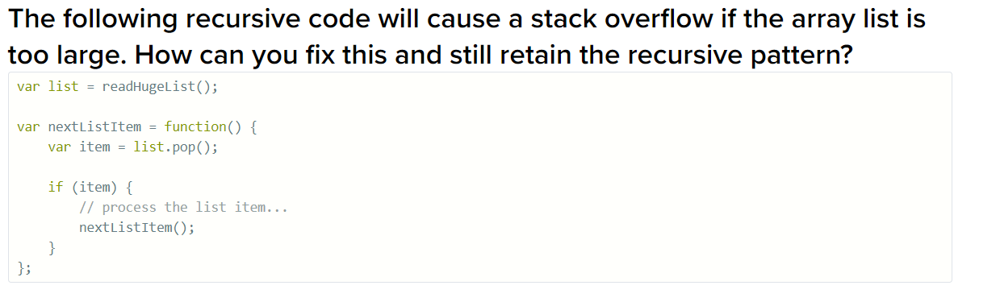 The following recursive code will cause a stack overflow if the array list is
too large. How can you fix this and still retain the recursive pattern?
var list = readHugeList();
var nextListItem = function() {
var item = list.pop();
if (item) {
// process the list item...
nextListItem();
}
};